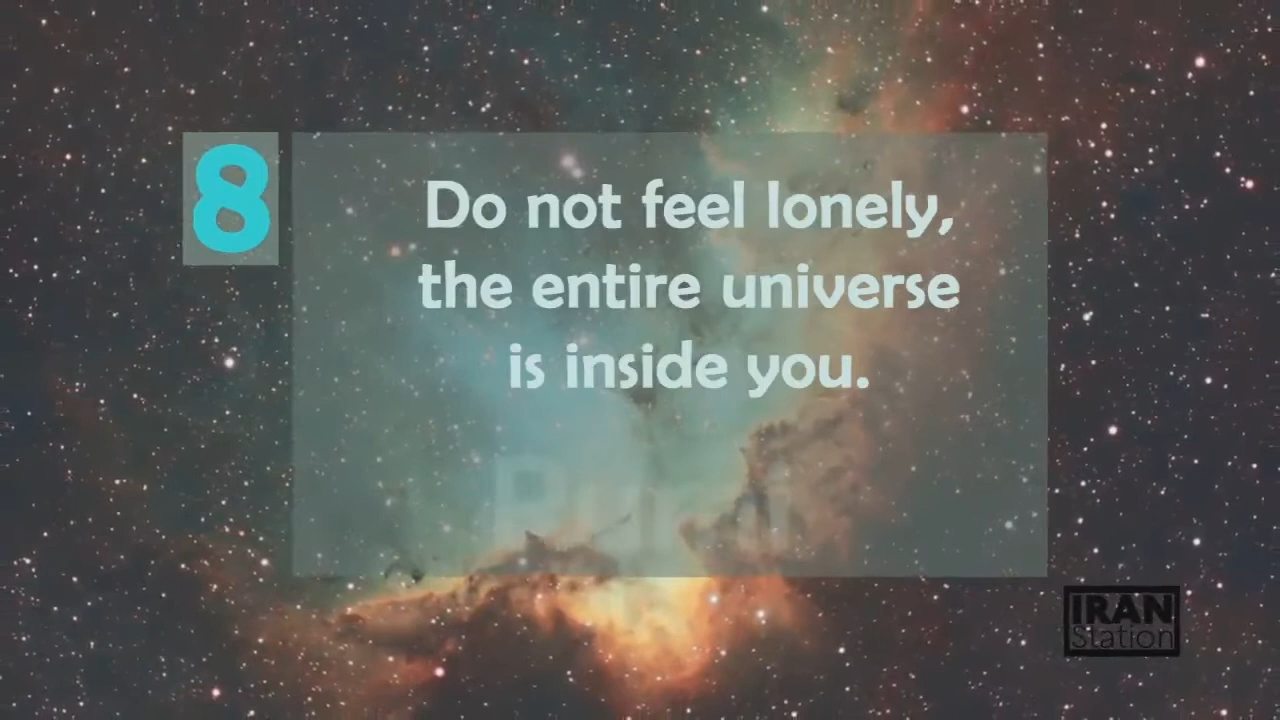 8
Do not feel lonely,
the entire universe
is inside you.
IRAN
Station